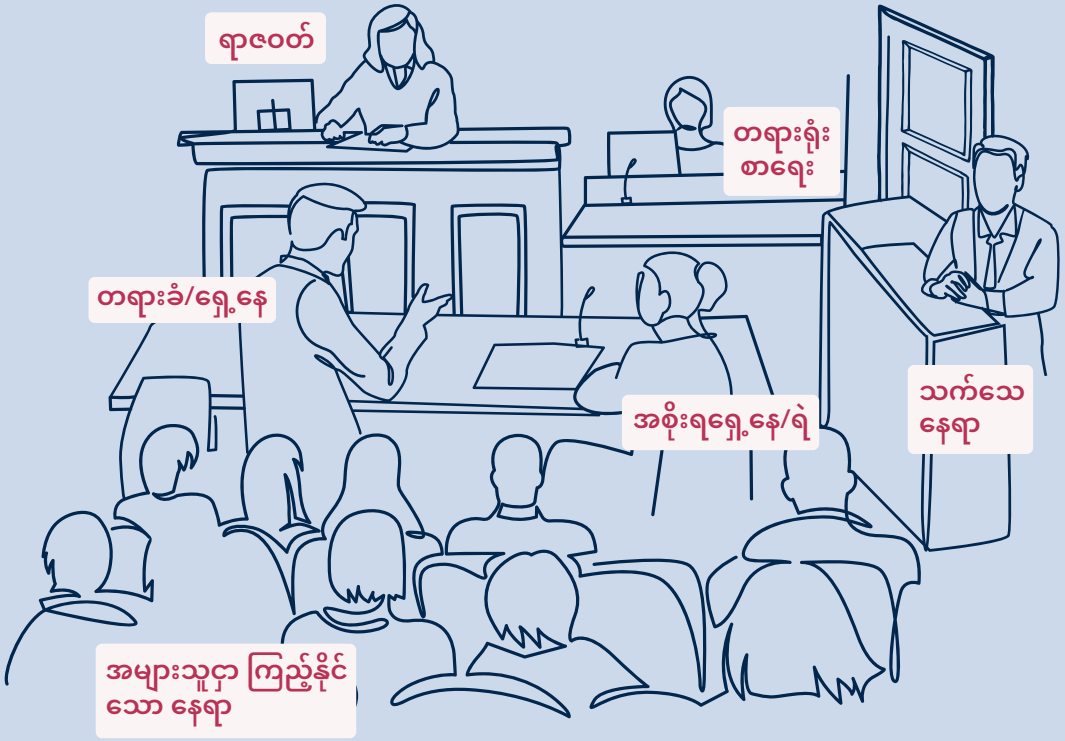 ရာဇဝတ်
တရားရုံး
စာရေး
တရားခံ/ရှေ့နေ
သက်သေ
နေရာ
အစိုးရရှေ့နေ/ရဲ
အများသူငှာ ကြည့်နိုင်
သော နေရာ